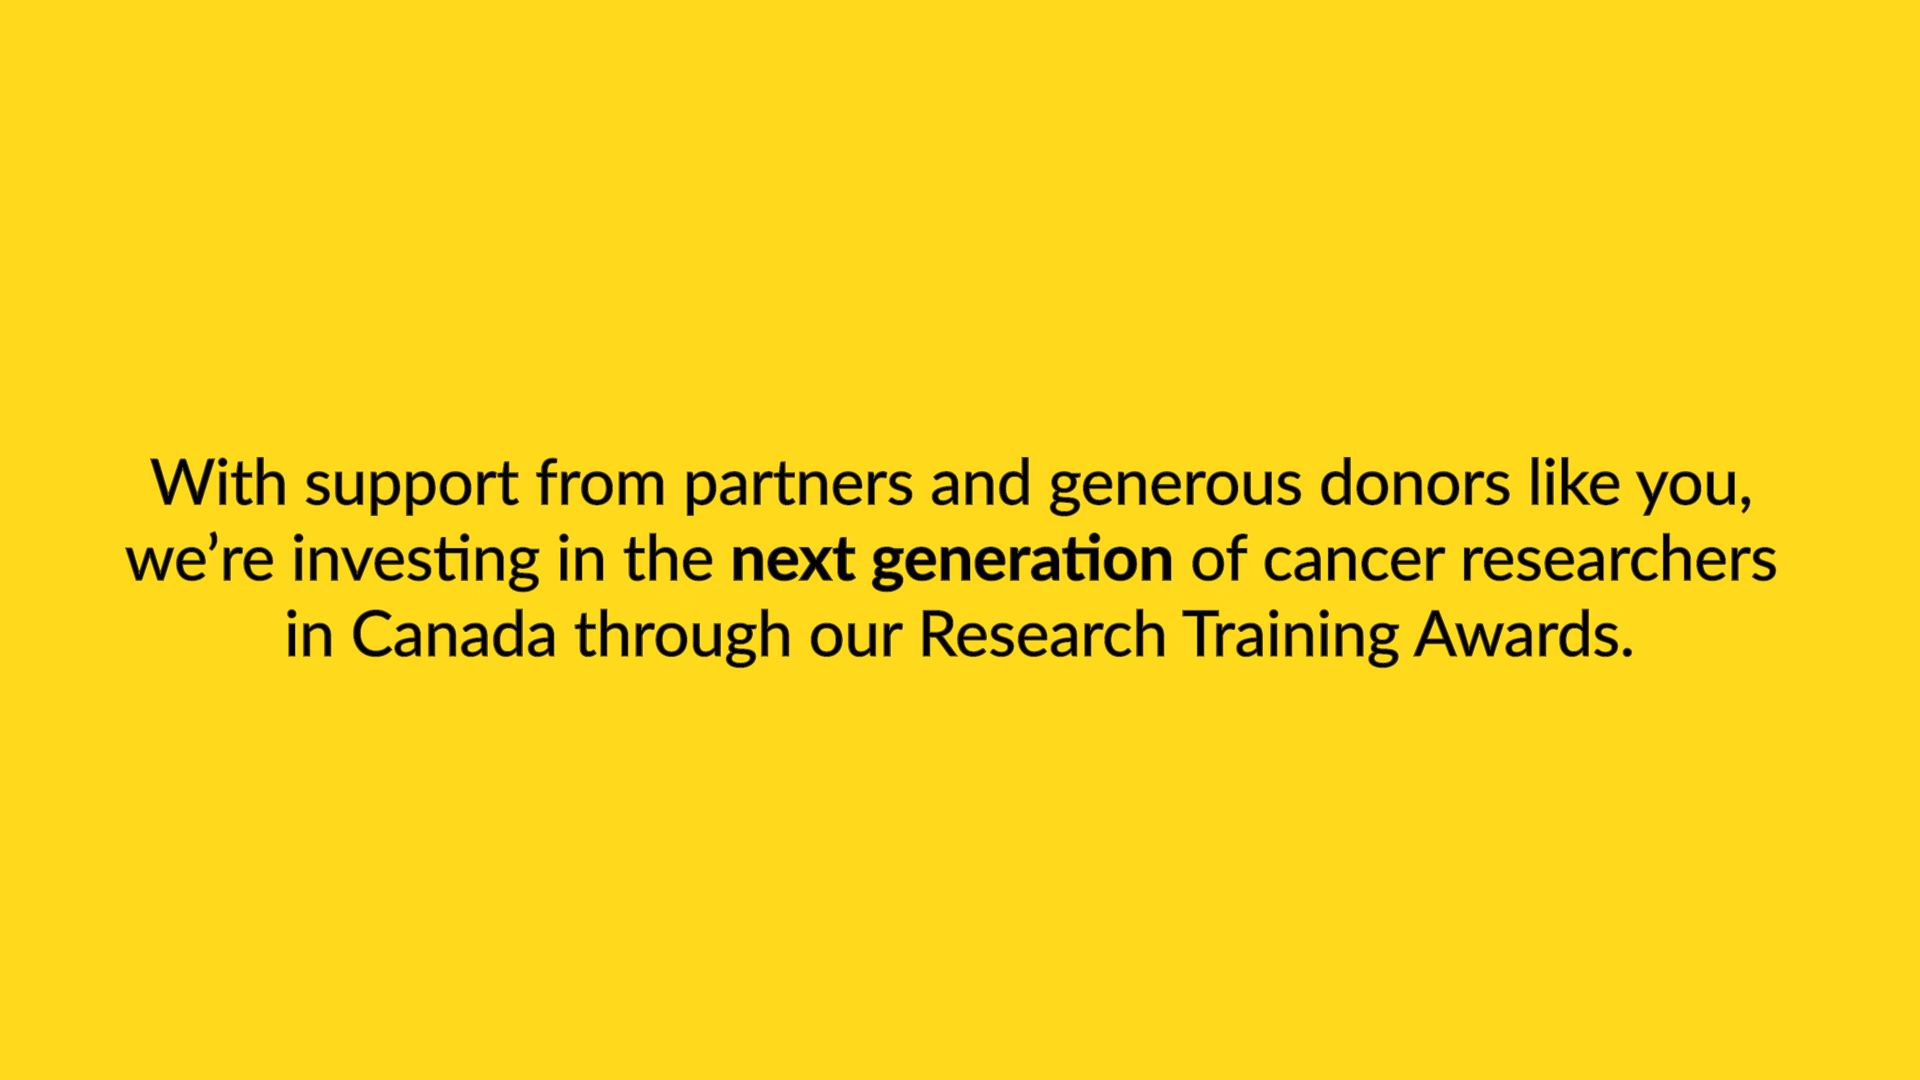 With support from partners and generous donors like you,
we’re investing in the next generation of cancer researchers
in Canada through our Research Training Awards.